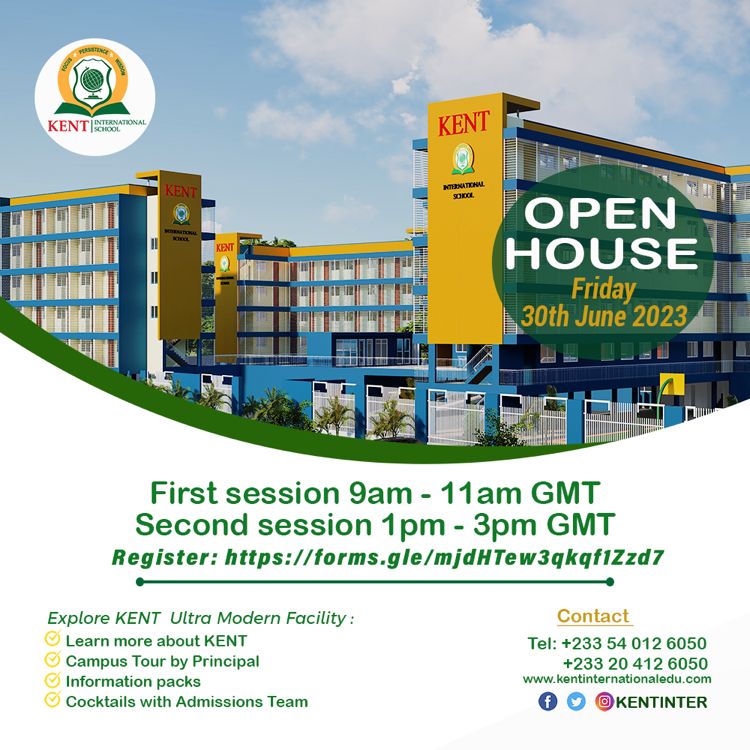 FOCUS PERSISTENCE WISDOM
KENT INTERNATIONAL SCHOOL
KENT
INTERNATIONAL
SCHOOL
KENT
INTERNATIONAL
SCHOOL
KENT
INTERNATIONAL
SCHOOL
OPEN
HOUSE
Friday
30th June 2023
First session 9am - 11am GMT
Second session 1pm - 3pm GMT
Register: https://forms.gle/mjdHTew3qkqf1Zzd7
Explore KENT Ultra Modern Facility :
Learn more about KENT
Campus Tour by Principal
Information packs
Cocktails with Admissions Team
Contact
Tel: +233 54 012 6050
+233 20 412 6050
www.kentinternationaledu.com
KENTINTER